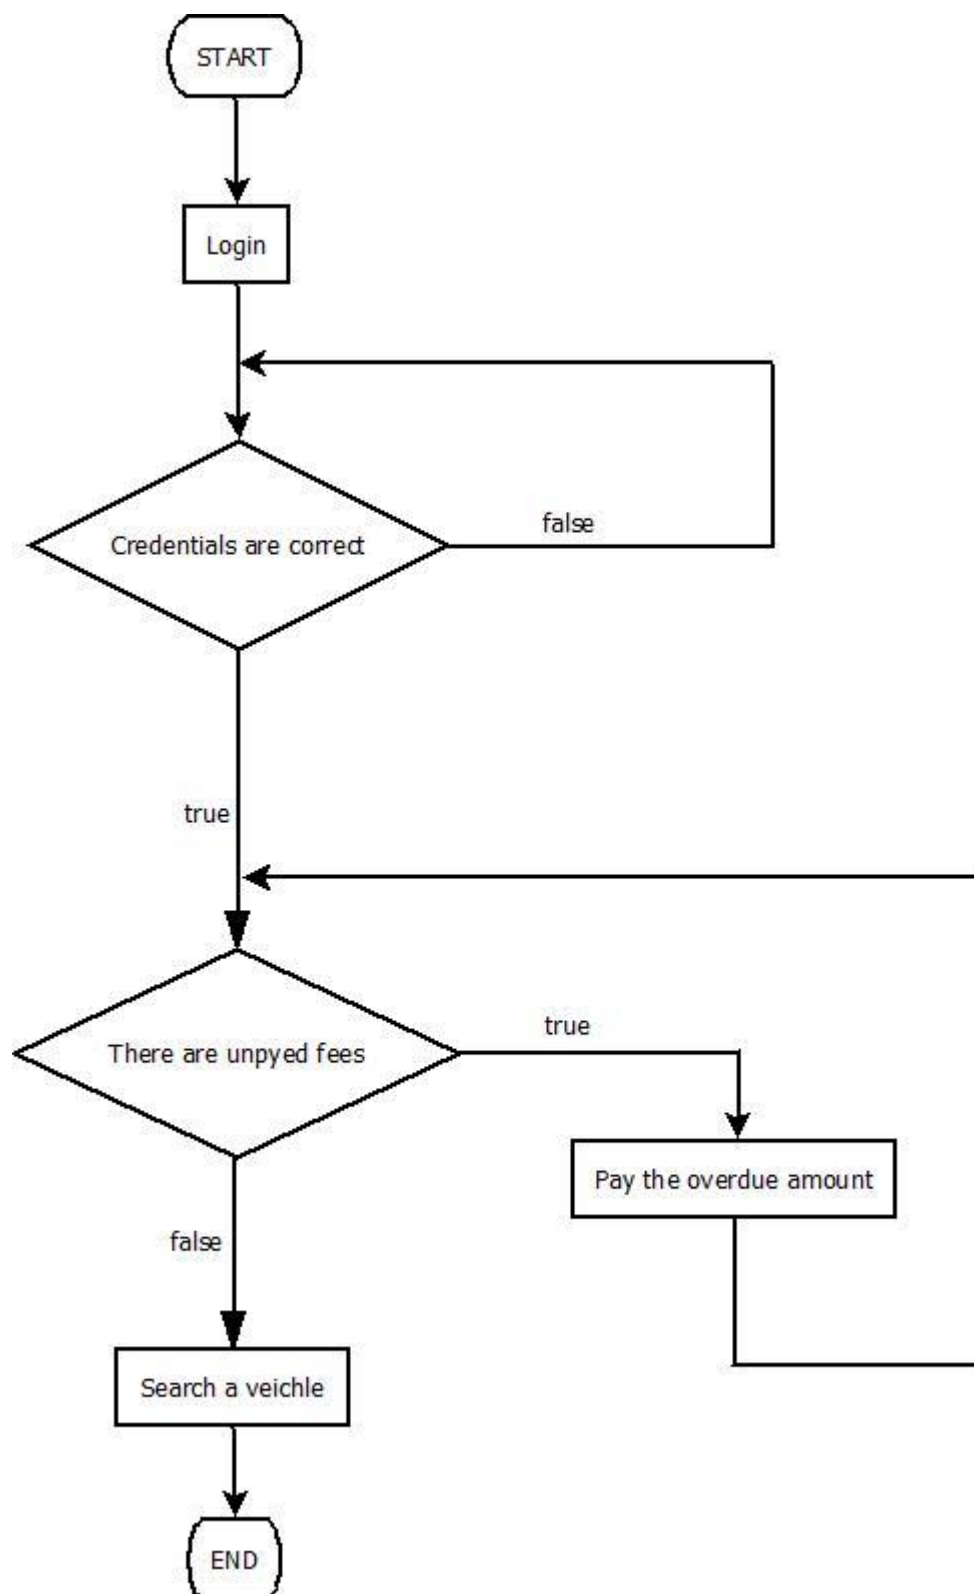 START
Login
Credentials are correct
false
true
There are unpyed fees
true
Pay the overdue amount
false
Search a veichle
END